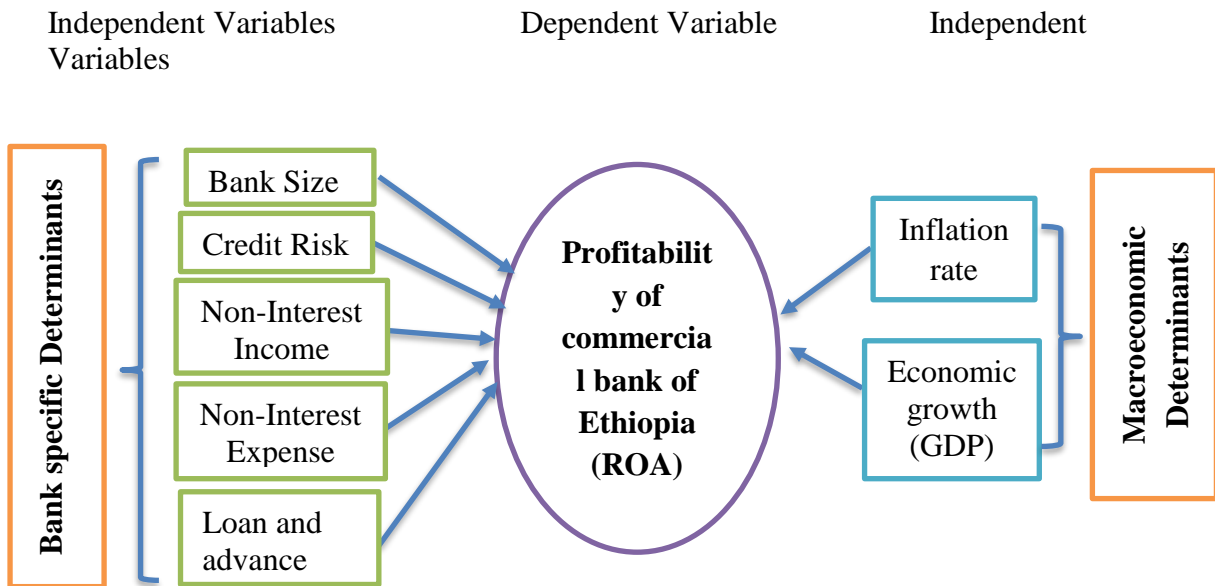 Independent Variables Dependent Variable Independent
Variables
Bank specific Determinants
Bank Size
Credit Risk
Non-Interest
Income
Non-Interest
Expense
Loan and
advance
Profitabilit
y of
commercia
l bank of
Ethiopia
(ROA)
Inflation
rate
Economic
growth
(GDP)
Macroeconomic
Determinants